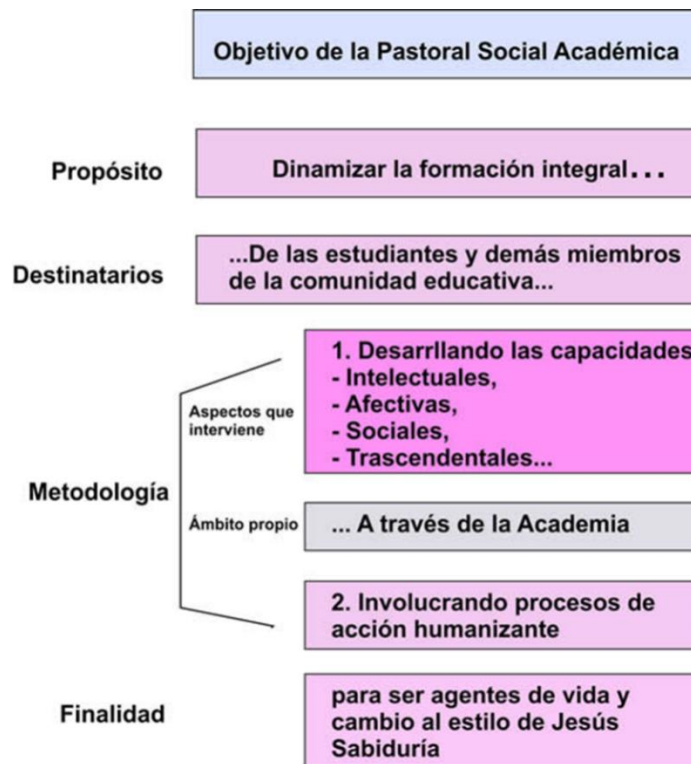 Objetivo de la Pastoral Social Académica
Propósito
Dinamizar la formación integral...
Destinatarios
...De las estudiantes y demás miembros
de la comunidad educativa...
Metodología
Aspectos que
interviene
1. Desarrllando las capacidades
- Intelectuales,
- Afectivas,
- Sociales,
- Trascendentales...
Ámbito propio
... A través de la Academia
2. Involucrando procesos de
acción humanizante
Finalidad
para ser agentes de vida y
cambio al estilo de Jesús
Sabiduría